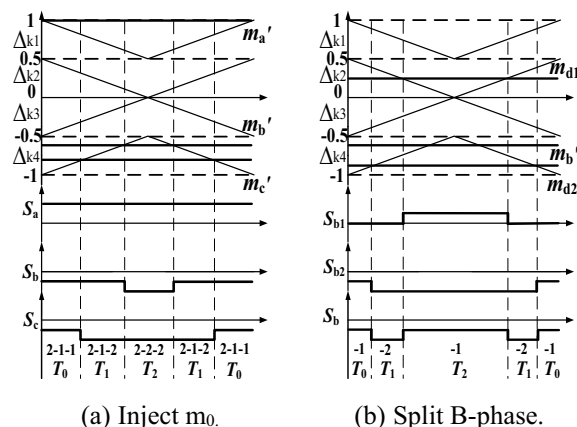 1
Δk1
0.5
Δk2
0
Δk3
-0.5
Δk4
-1
ma'
mb'
mc'
Sa
Sb
Sc
2-1-1 2-1-2 2-2-2 2-1-2 2-1-1
T0 T1 T2 T1 T0
(a) Inject m0.
1
Δk1
0.5
Δk2
0
Δk3
-0.5
Δk4
-1
md1
mb'
md2
Sb1
Sb2
Sb
-1 -2 -1 -2 -1
T0 T1 T2 T1 T0
(b) Split B-phase.